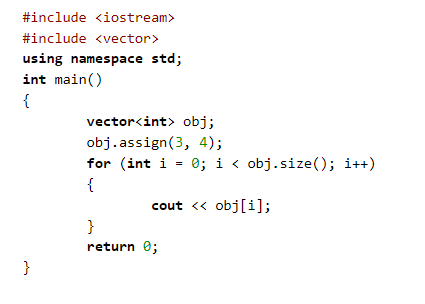 #include <iostream>
#include <vector>
using namespace std;
int main()
{
vector<int> obj;
obj.assign(3, 4);
for (int i = 0; i < obj.size(); i++)
{
cout << obj[i];
}
return 0;
}